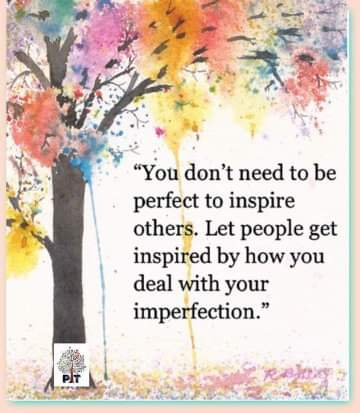 “You don’t need to be
perfect to inspire
others. Let people get
inspired by how you
deal with your
imperfection.”
PIT